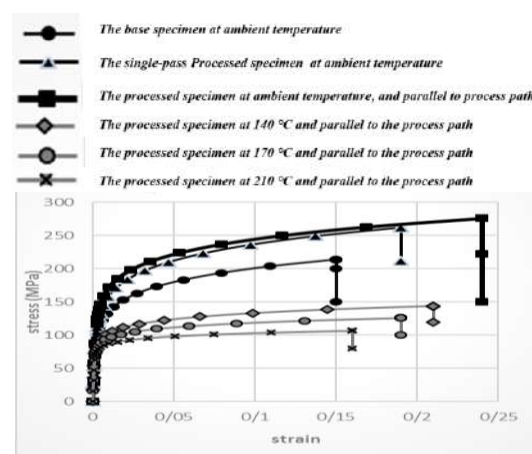 The base specimen at ambient temperature
The single-pass Processed specimen at ambient temperature
The processed specimen at ambient temperature, and parallel to process path
The processed specimen at 140 °C and parallel to the process path
The processed specimen at 170 °C and parallel to the process path
The processed specimen at 210 °C and parallel to the process path
300
250
200
150
100
50
0
stress (MPa)
0 0/05 0/1 0/15 0/2 0/25
strain